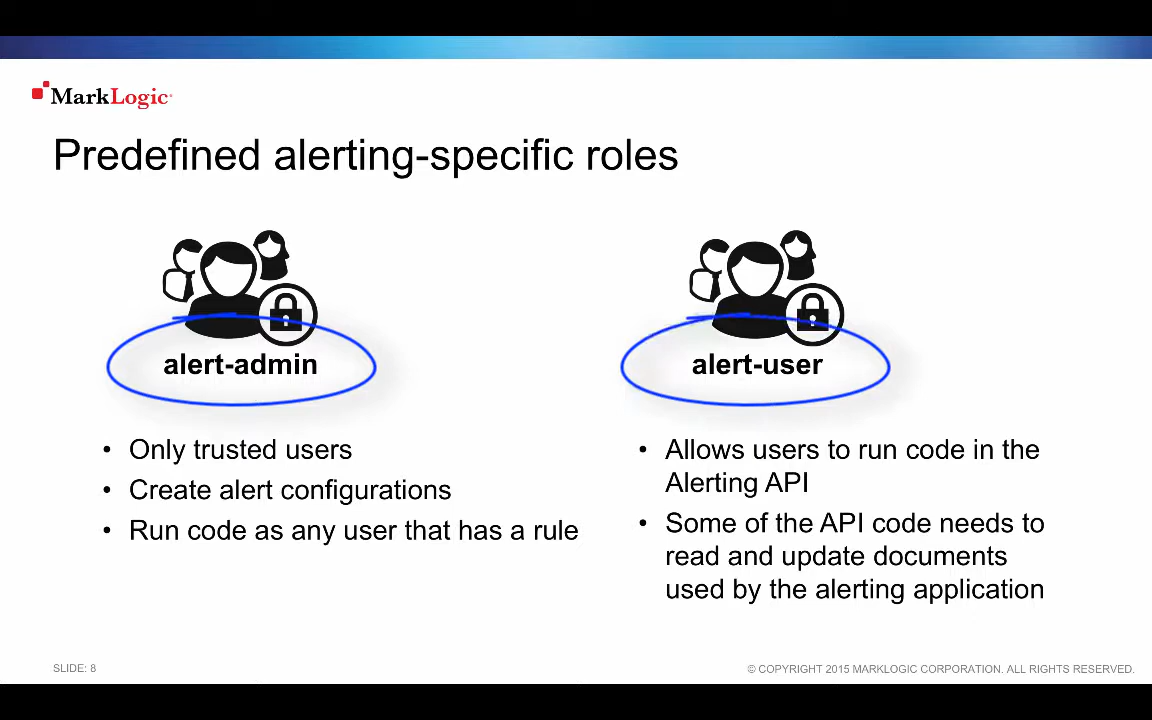 MarkLogic
Predefined alerting-specific roles
alert-admin
• Only trusted users
• Create alert configurations
• Run code as any user that has a rule
alert-user
• Allows users to run code in the
Alerting API
• Some of the API code needs to
read and update documents
used by the alerting application
SLIDE: 8
© COPYRIGHT 2015 MARKLOGIC CORPORATION. ALL RIGHTS RESERVED.